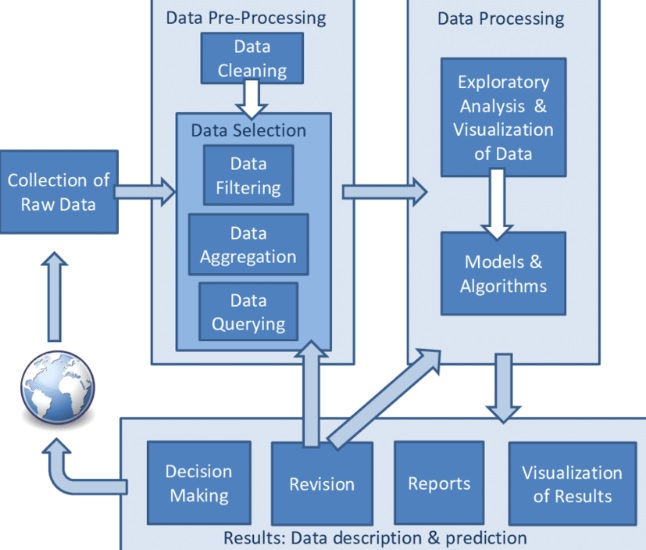 Data Pre-Processing
Data
Cleaning
Data Selection
Data
Filtering
Data
Aggregation
Data
Querying
Collection of
Raw Data
Data Processing
Exploratory
Analysis &
Visualization
of Data
Models &
Algorithms
Decision
Making
Revision
Reports
Visualization
of Results
Results: Data description & prediction